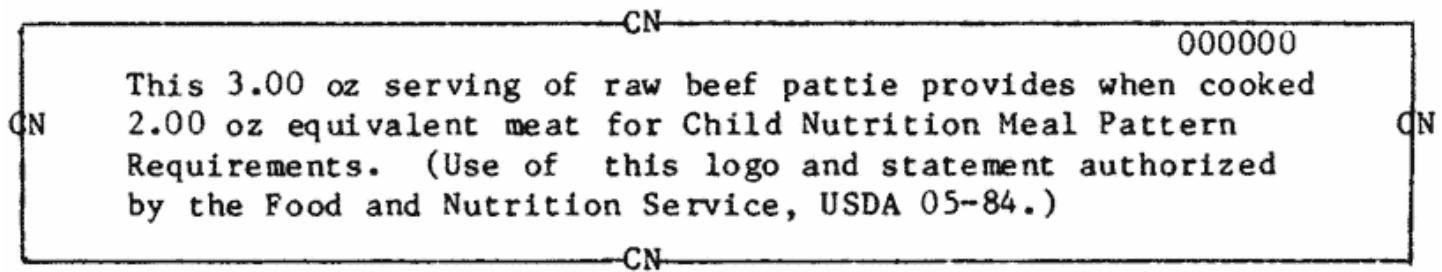 CN
000000
This 3.00 oz serving of raw beef pattie provides when cooked
CN 2.00 oz equivalent meat for Child Nutrition Meal Pattern CN
Requirements. (Use of this logo and statement authorized
by the Food and Nutrition Service, USDA 05-84.)
CN